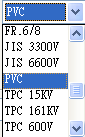 PVC
FR.6/8
JIS 3300V
JIS 6600V
PVC
TPC 15KV
TPC 161KV
TPC 600V